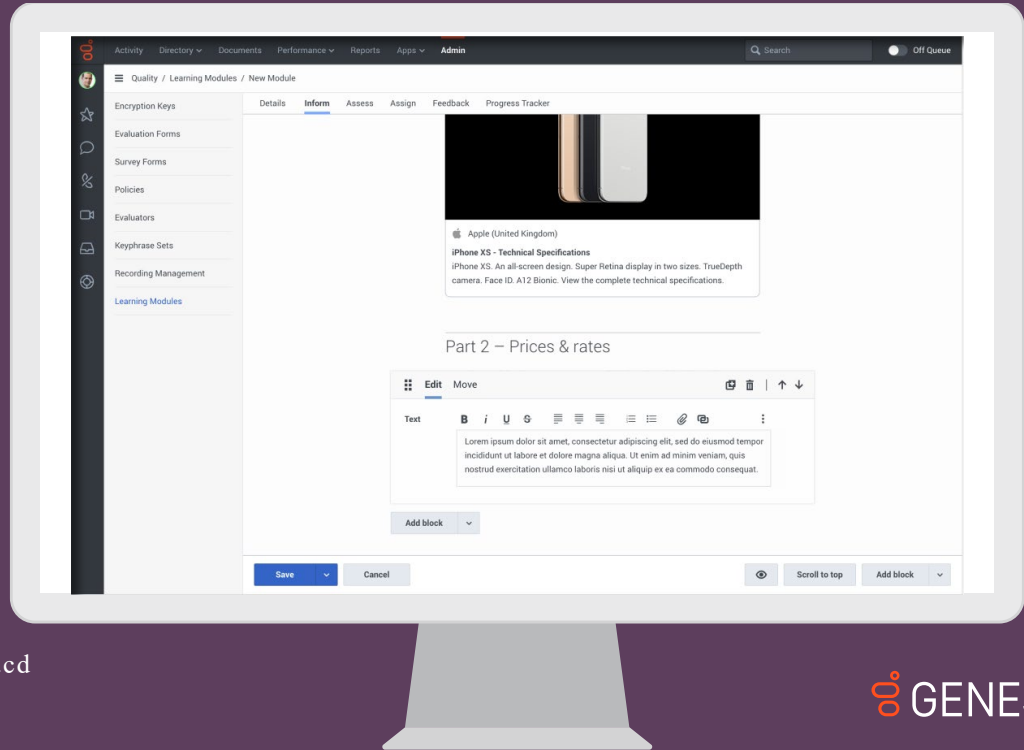 Activity Directory Documents Performance Reports Apps Admin Search Off Queue
Quality / Learning Modules / New Module
Encryption Keys
Evaluation Forms
Survey Forms
Policies
Evaluators
Keyphrase Sets
Recording Management
Learning Modules
Details Inform Assess Assign Feedback Progress Tracker
Apple (United Kingdom)
iPhone XS - Technical Specifications
iPhone XS. An all-screen design. Super Retina display in two sizes. TrueDepth
camera. Face ID. A12 Bionic. View the complete technical specifications.
Part 2 – Prices & rates
Edit Move
Text B i U S
Lorem ipsum dolor sit amet, consectetur adipiscing elit, sed do eiusmod tempor
incididunt ut labore et dolore magna aliqua. Ut enim ad minim veniam, quis
nostrud exercitation ullamco laboris nisi ut aliquip ex ea commodo consequat.
Add block
Save Cancel Scroll to top Add block
cd
GENE